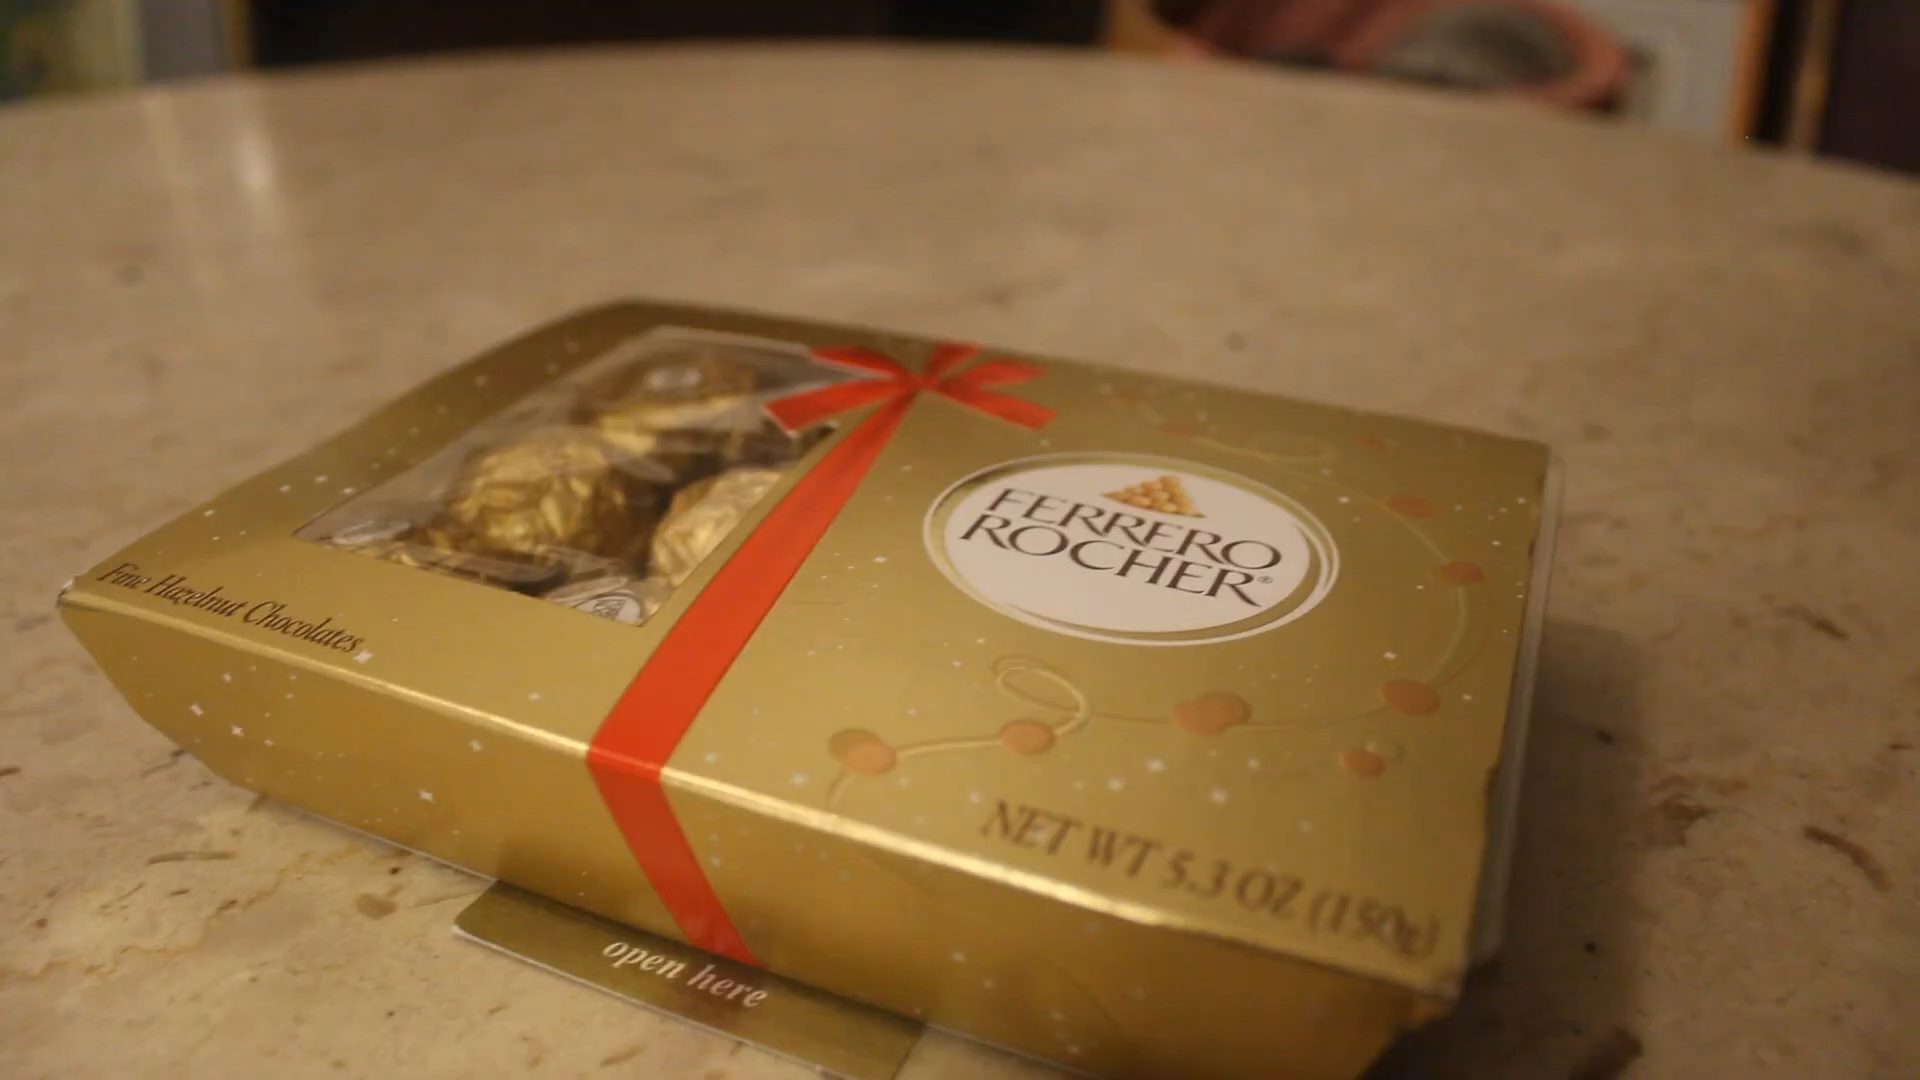 FERRERO
ROCHER®
Fine Hazelnut Chocolates
NET WT 5.3 OZ (150g)
open here